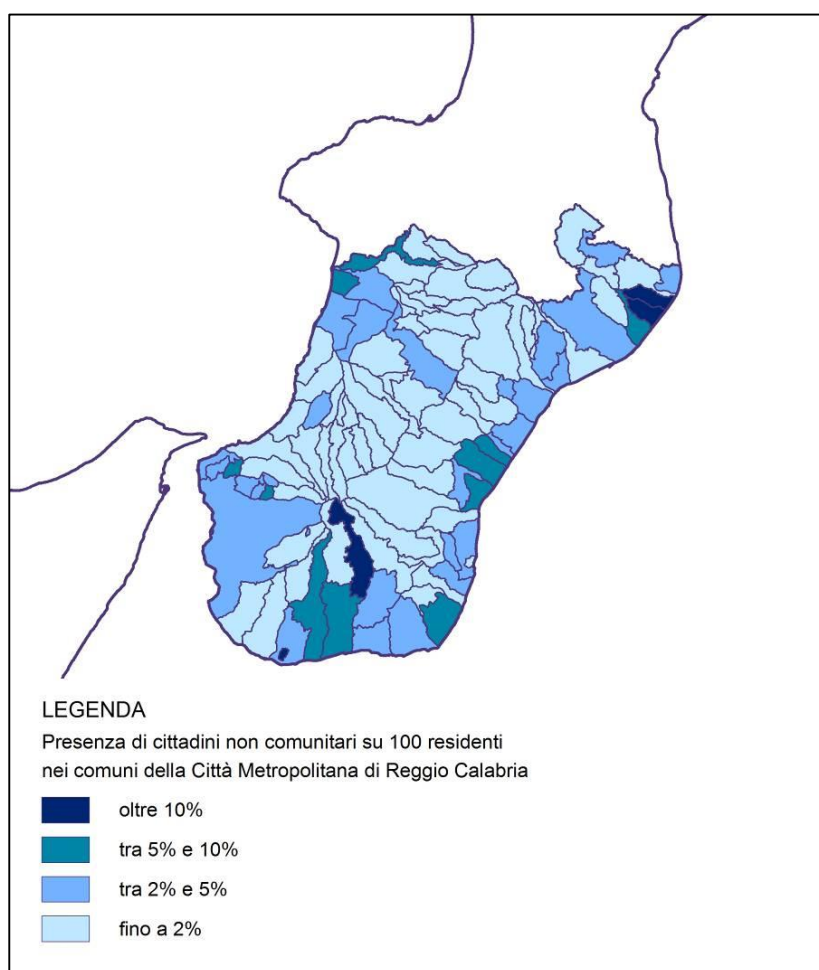 LEGENDA
Presenza di cittadini non comunitari su 100 residenti
nei comuni della Città Metropolitana di Reggio Calabria
oltre 10%
tra 5% e 10%
tra 2% e 5%
fino a 2%